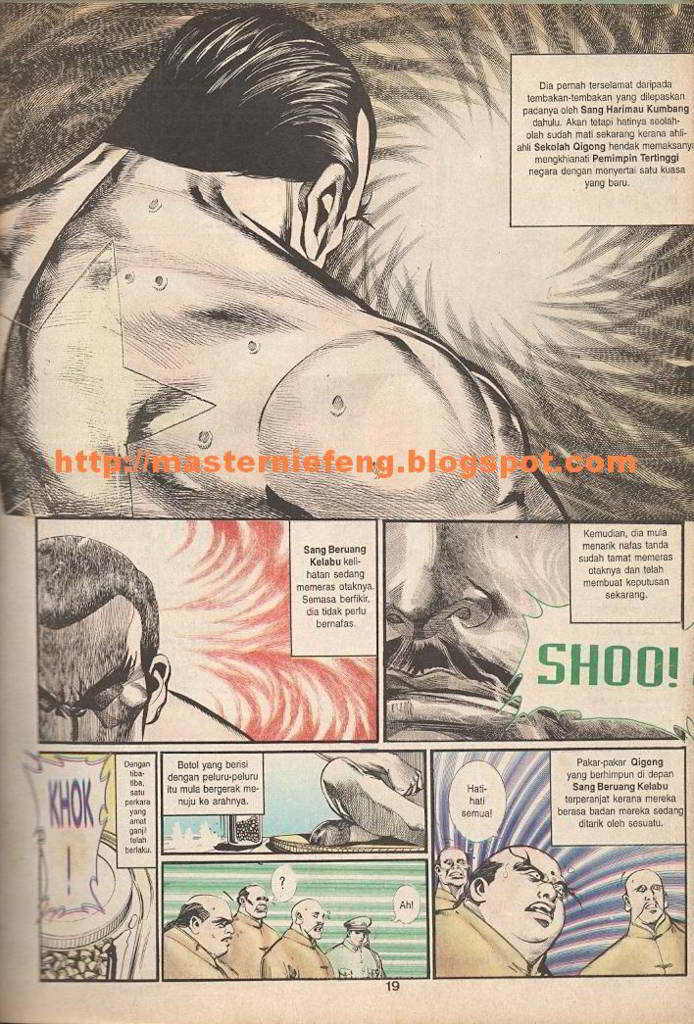 Dia pernah terselamat daripada
tembakan-tembakan yang dilepaskan
padanya oleh Sang Harimau Kumbang
dahulu. Akan tetapi hatinya seolah-
olah sudah mati sekarang kerana ahli-
ahli Sekolah Qigong hendak memaksanya
mengkhianati Pemimpin Tertinggi
negara dengan menyertai satu kuasa
yang baru.
http://masterniefeng.blogspot.com
Sang Beruang
Kelabu keli-
hatan sedang
memeras otaknya.
Semasa berfikir,
dia tidak perlu
bernafas.
Kemudian, dia mula
menarik nafas tanda
sudah tamat memeras
otaknya dan telah
membuat keputusan
sekarang.
SHOO!
KHOK
!
Dengan
tiba-
tiba,
satu
perkara
yang
amat
ganjil
telah
berlaku.
Botol yang berisi
dengan peluru-peluru
itu mula bergerak me-
nuju ke arahnya.
?
Ah!
Hati-
hati
semua!
Pakar-pakar Qigong
yang berhimpun di depan
Sang Beruang Kelabu
terperanjat kerana mereka
berasa badan mereka sedang
ditarik oleh sesuatu.
19